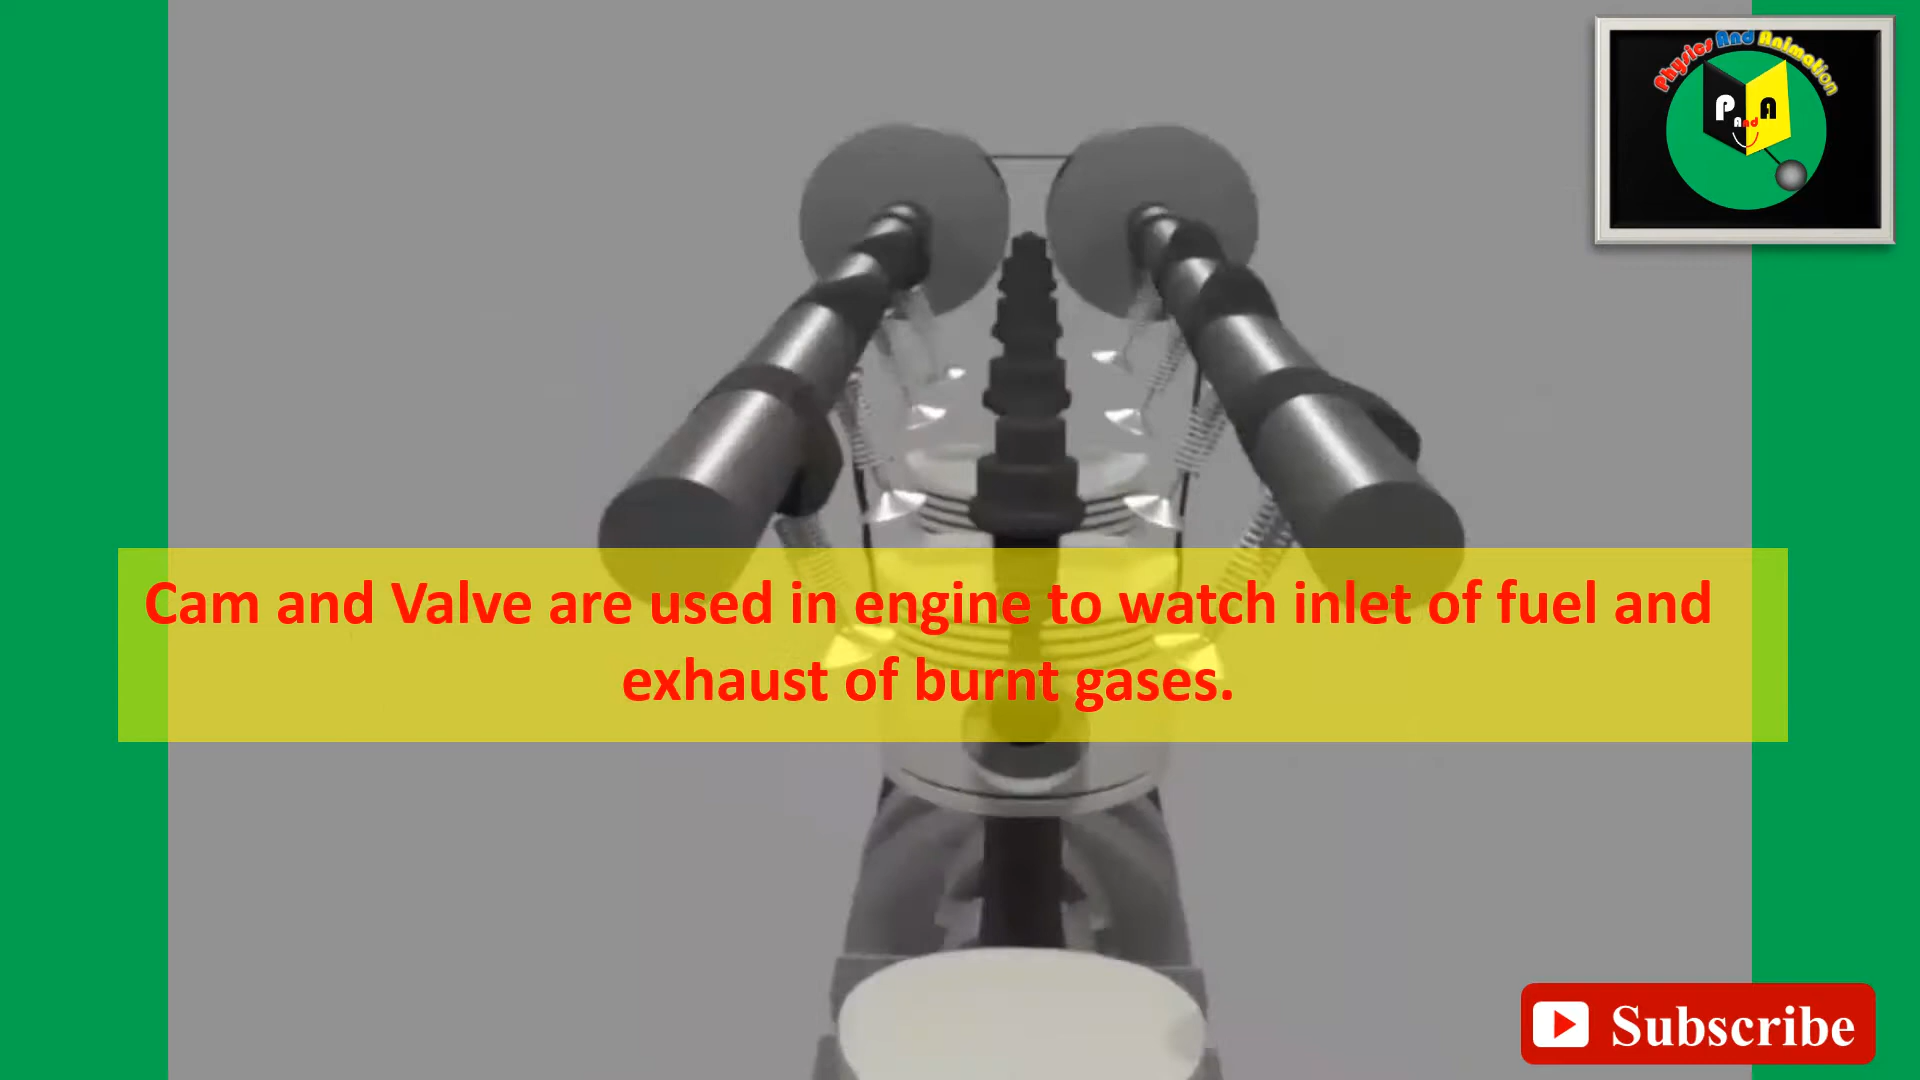 Physics And Animation
P And A
Cam and Valve are used in engine to watch inlet of fuel and
exhaust of burnt gases.
Subscribe